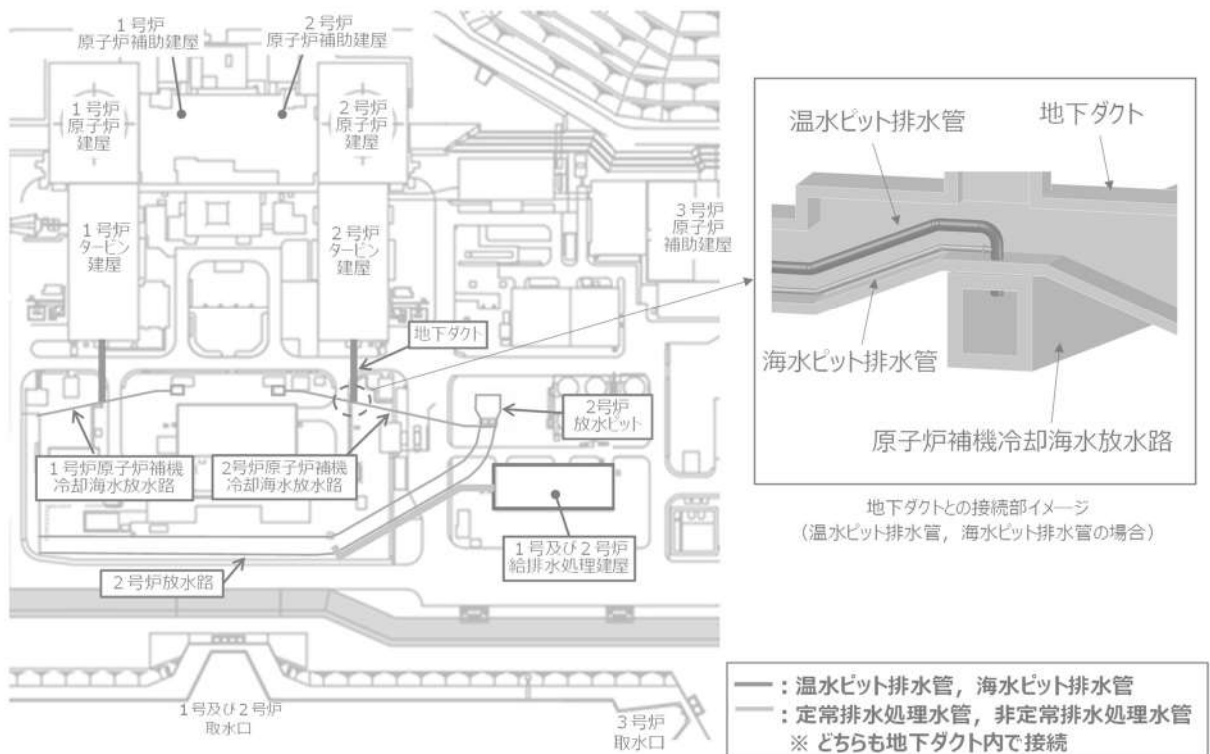 1号炉
原子炉補助建屋
2号炉
原子炉補助建屋
1号炉
原子炉
建屋
2号炉
原子炉
建屋
1号炉
タービン
建屋
2号炉
タービン
建屋
3号炉
原子炉
補助建屋
地下ダクト
2号炉
放水ピット
1号炉原子炉補機
冷却海水放水路
2号炉原子炉補機
冷却海水放水路
1号及び2号炉
給排水処理建屋
2号炉放水路
1号及び2号炉
取水口
3号炉
取水口
温水ピット排水管
地下ダクト
海水ピット排水管
原子炉補機冷却海水放水路
地下ダクトとの接続部イメージ
（温水ピット排水管，海水ピット排水管の場合）
：温水ピット排水管，海水ピット排水管
：定常排水処理水管，非定常排水処理水管
※ どちらも地下ダクト内で接続